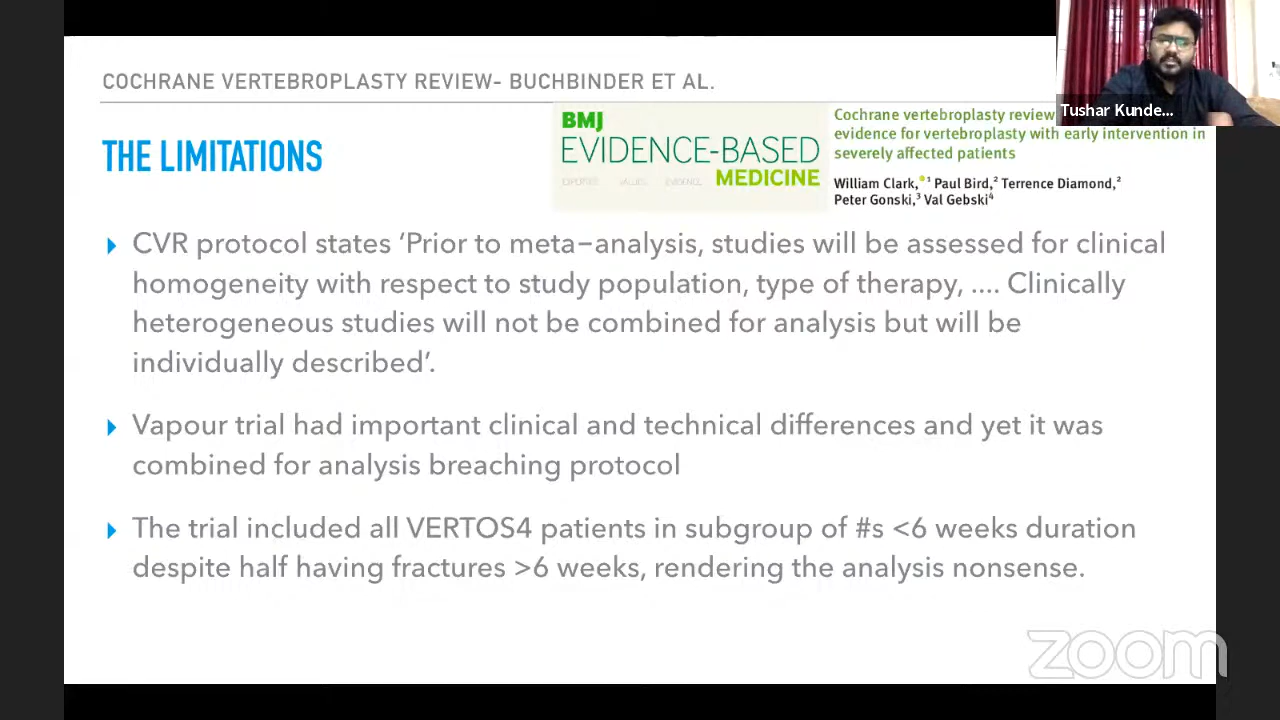 COCHRANE VERTEBROPLASTY REVIEW- BUCHBINDER ET AL.
THE LIMITATIONS
BMJ
EVIDENCE-BASED
EXPERTISE VALUES EVIDENCE MEDICINE
Cochrane vertebroplasty review
evidence for vertebroplasty with early intervention in
severely affected patients
William Clark, 1 Paul Bird,2 Terrence Diamond,2
Peter Gonski,3 Val Gebski4
Tushar Kunde...
CVR protocol states ‘Prior to meta–analysis, studies will be assessed for clinical
homogeneity with respect to study population, type of therapy, .... Clinically
heterogeneous studies will not be combined for analysis but will be
individually described’.
Vapour trial had important clinical and technical differences and yet it was
combined for analysis breaching protocol
The trial included all VERTOS4 patients in subgroup of #s <6 weeks duration
despite half having fractures >6 weeks, rendering the analysis nonsense.
zoom